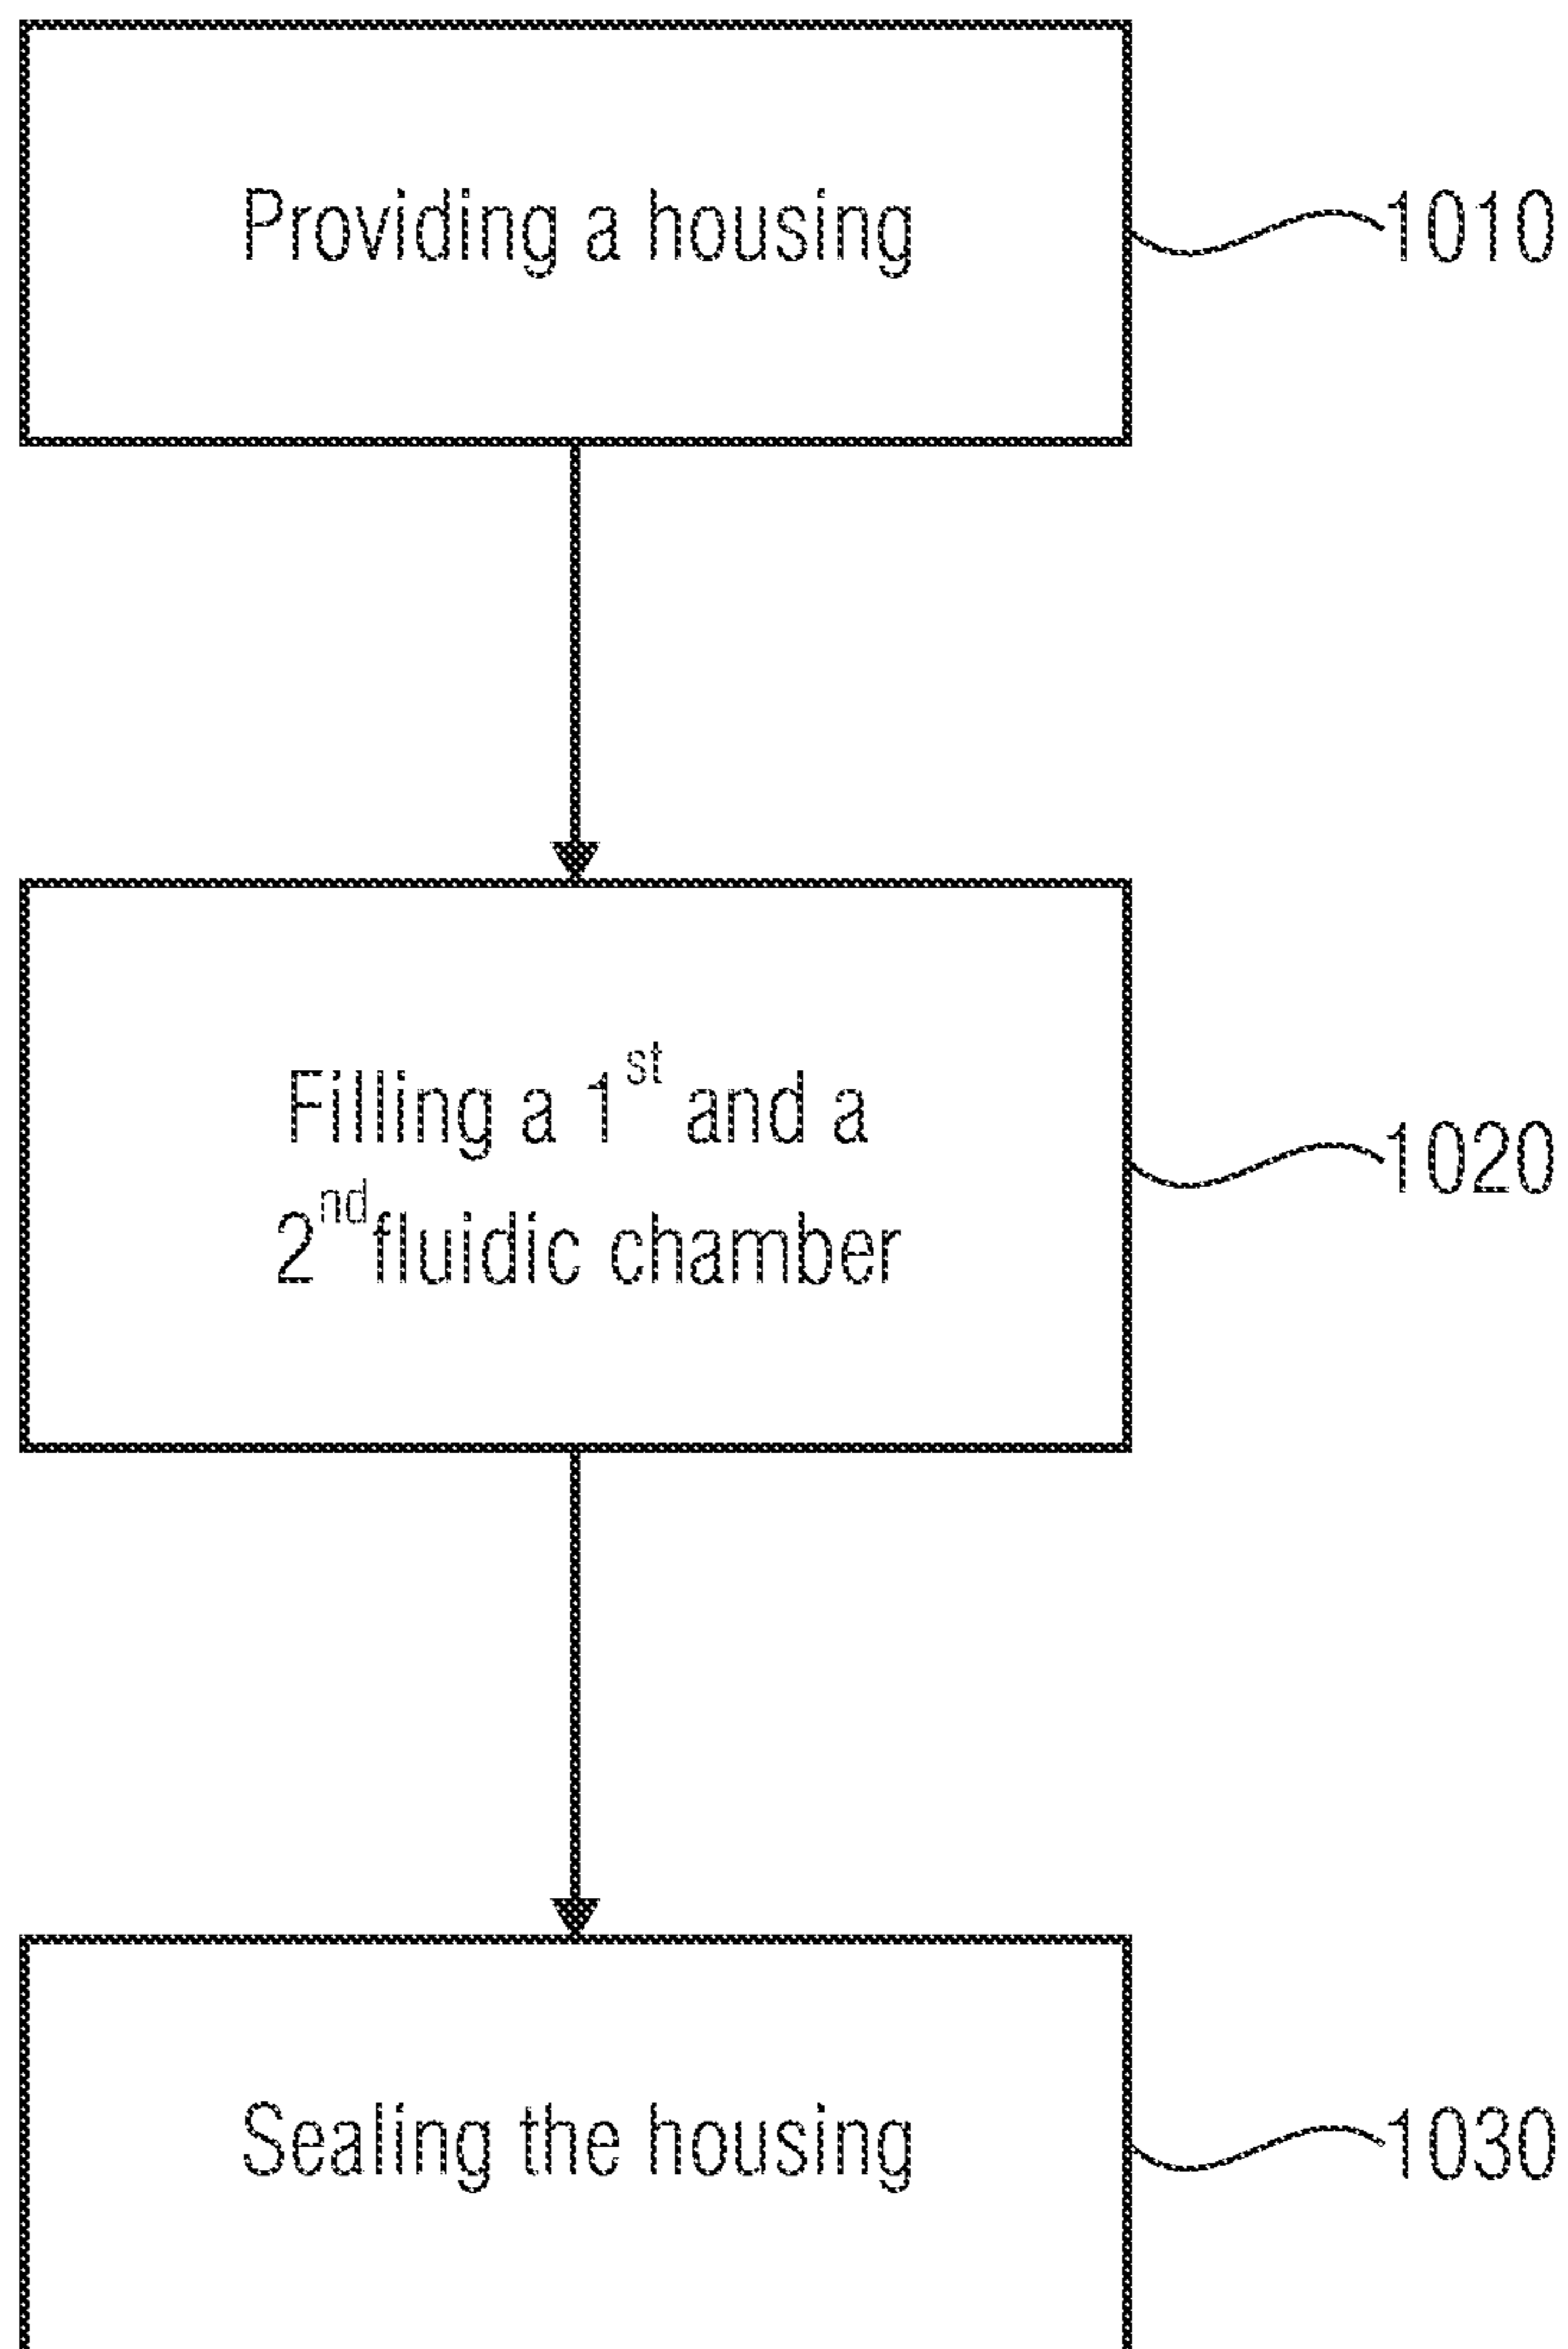 Providing a housing
1010
Filling a 1st and a
2nd fluidic chamber
1020
Sealing the housing
1030